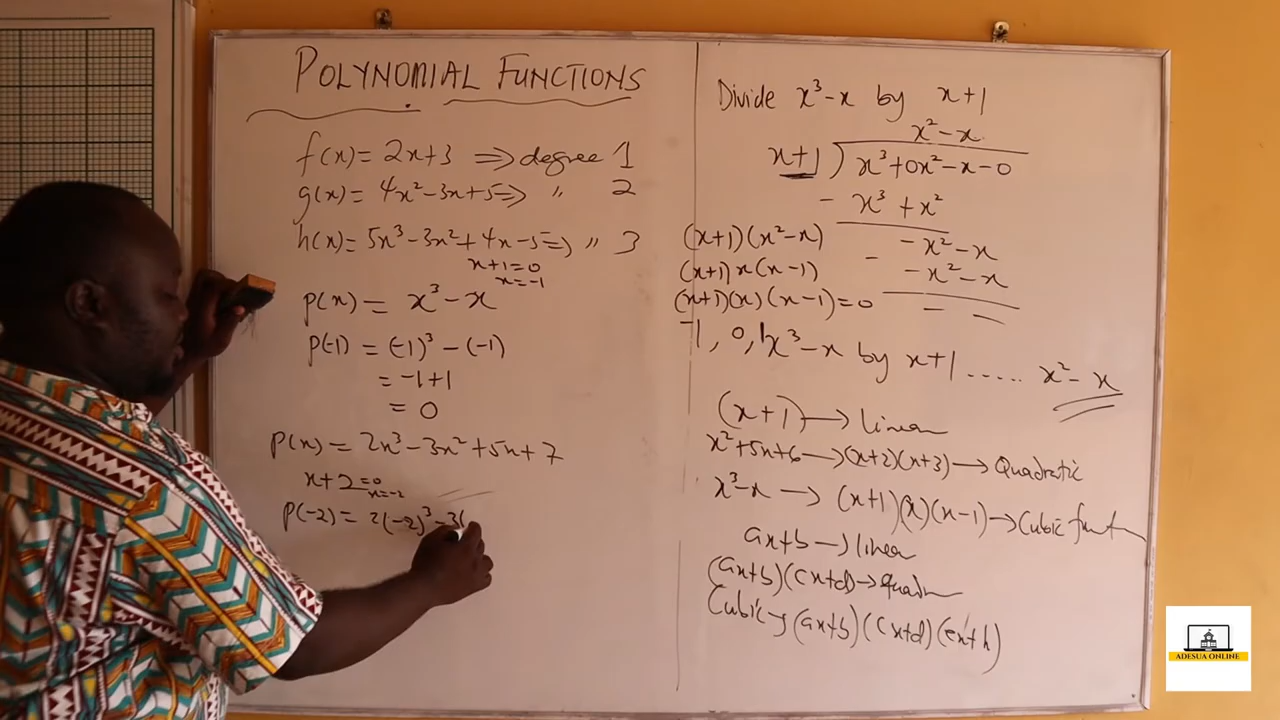 POLYNOMIAL FUNCTIONS
f(x) = 2x+3 => degree 1
g(x) = 4x²-3x+5 => " 2
h(x) = 5x³-3x²+4x-5 => " 3
x+1=0
x=-1
p(x) = x³-x
p(-1) = (-1)³-(-1)
= -1+1
= 0
p(x) = 2x³-3x²+5x+7
x+2=0
x=-2
p(-2) = 2(-2)³-3(
Divide x³-x by x+1
x²-x
x+1 ) x³+0x²-x-0
- x³+x²
-x²-x
- -x²-x
- -
(x+1)(x²-x)
(x+1)x(x-1)
(x+1)(x)(x-1)=0
-1, 0, 1
x³-x by x+1 ..... x²-x
(x+1) → linear
x²+5x+6 → (x+2)(x+3) → Quadratic
x³-x → (x+1)(x)(x-1) → Cubic
ax+b → linear
(ax+b)(cx+d) →
Cubic → (ax+b)(cx+d)(ex+h)
ADESUA ONLINE